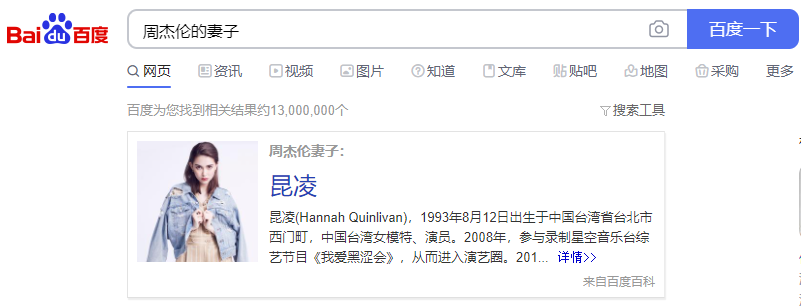 Bai du 百度
周杰伦的妻子
百度一下
网页 资讯 视频 图片 知道 文库 贴吧 地图 采购 更多
百度为您找到相关结果约13,000,000个
搜索工具
周杰伦妻子：
昆凌
昆凌(Hannah Quinlivan)，1993年8月12日出生于中国台湾省台北市
西门町，中国台湾女模特、演员。2008年，参与录制星空音乐台综
艺节目《我爱黑涩会》，从而进入演艺圈。201... 详情>>
来自百度百科